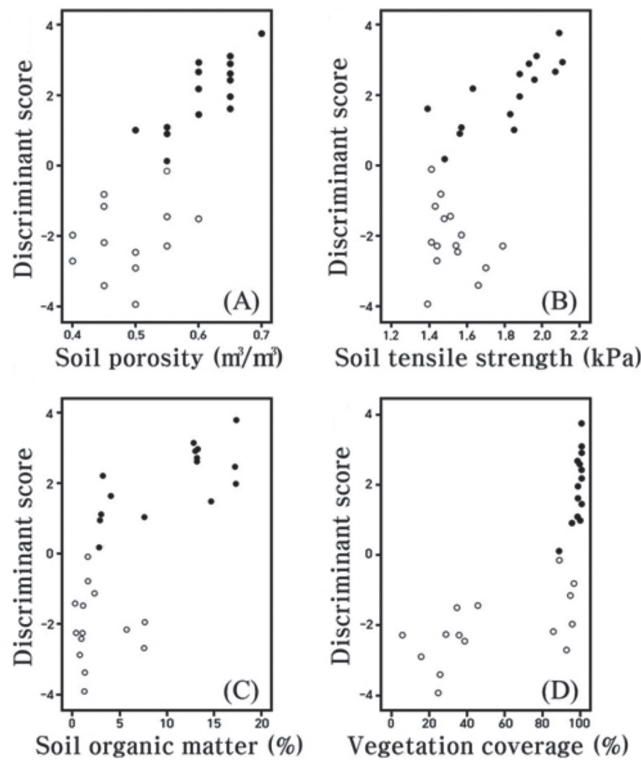 Discriminant score
4
2
0
−2
−4
0,4 0,5 0,6 0,7
(A)
Soil porosity (m³/m³)
Discriminant score
4
2
0
−2
−4
1.2 1.4 1.6 1.8 2.0 2.2
(B)
Soil tensile strength (kPa)
Discriminant score
4
2
0
-2
-4
0 5 10 15 20
(C)
Soil organic matter (%)
Discriminant score
4
2
0
-2
-4
0 20 40 60 80 100
(D)
Vegetation coverage (%)